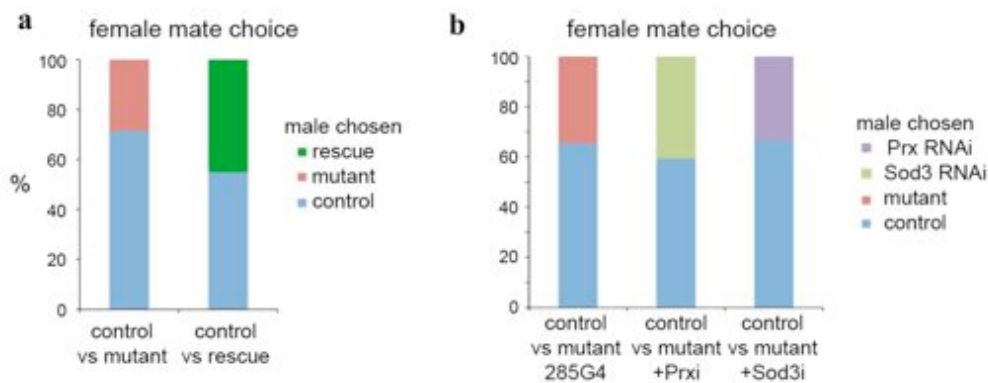 a
female mate choice
100
80
60
%
40
20
0
control
vs mutant
control
vs rescue
male chosen
rescue
mutant
control
b
female mate choice
100
80
60
40
20
0
control
vs mutant
285G4
control
vs mutant
+Prxi
control
vs mutant
+Sod3i
male chosen
Prx RNAi
Sod3 RNAi
mutant
control